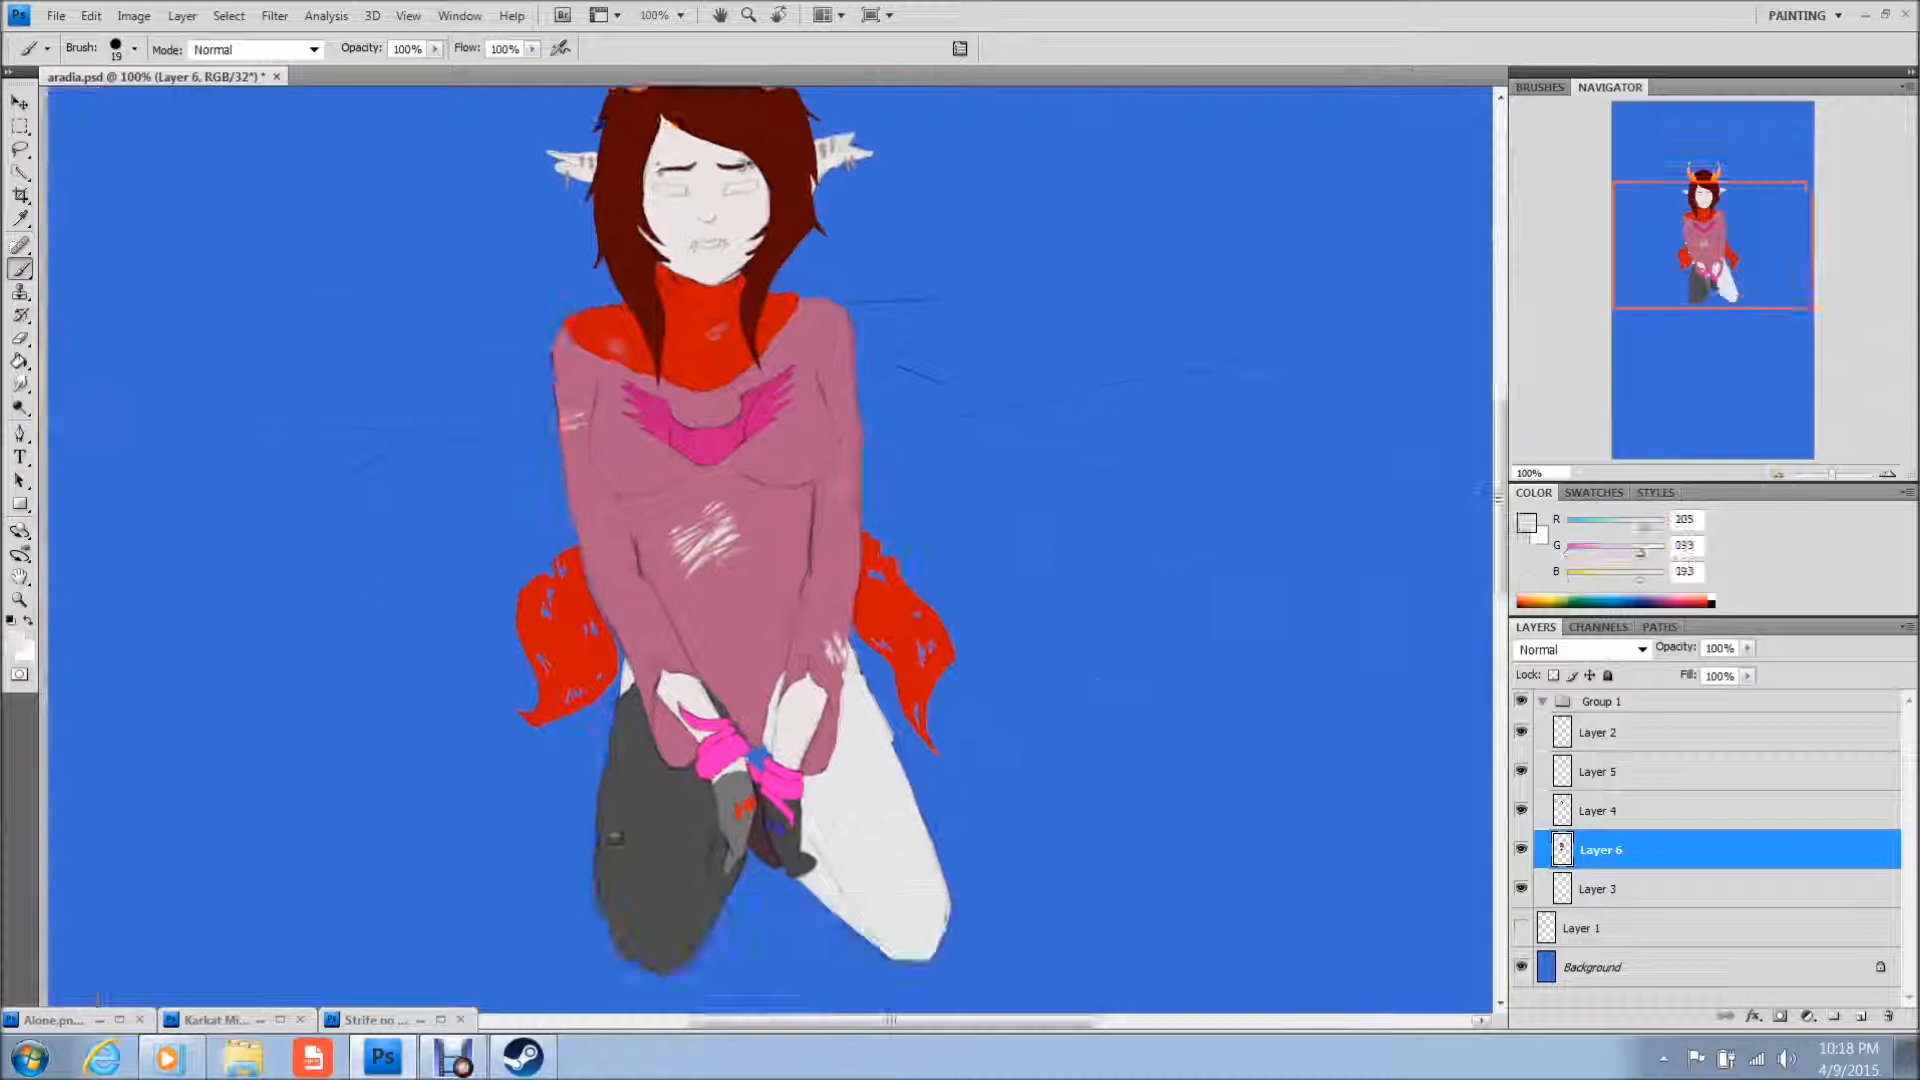 Ps File Edit Image Layer Select Filter Analysis 3D View Window Help Br 100% PAINTING
Brush: 19 Mode: Normal Opacity: 100% Flow: 100%
aradia.psd @ 100% (Layer 6, RGB/32*) * ×
BRUSHES NAVIGATOR
100%
COLOR SWATCHES STYLES
R
G
B 193
LAYERS CHANNELS PATHS
Normal Opacity: 100%
Lock: Fill: 100%
Group 1
Layer 2
Layer 5
Layer 4
Layer 6
Layer 3
Layer 1
Background
Alone.pn... Karkat Mi... Strife no ...
Ps
10:18 PM
4/9/2015